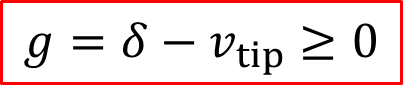 g = δ − v_tip ≥ 0